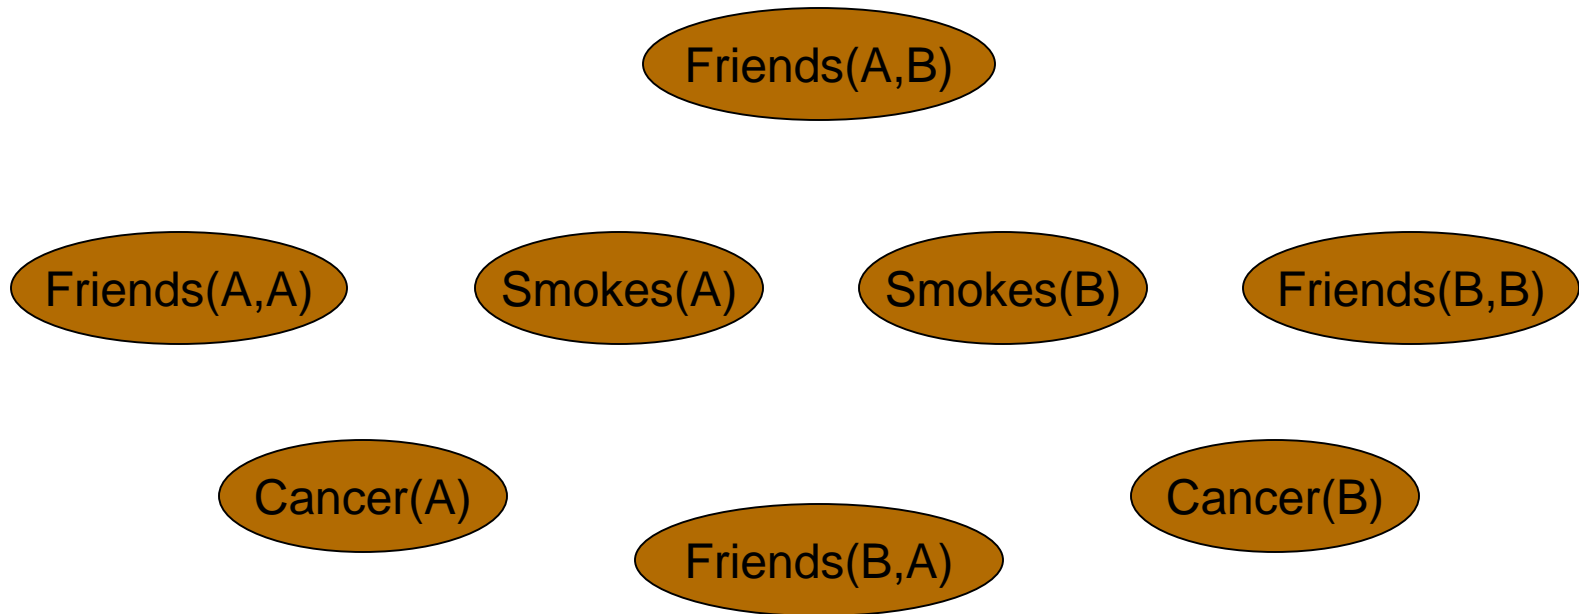 Friends(A,B)
Friends(A,A)
Smokes(A)
Smokes(B)
Friends(B,B)
Cancer(A)
Cancer(B)
Friends(B,A)